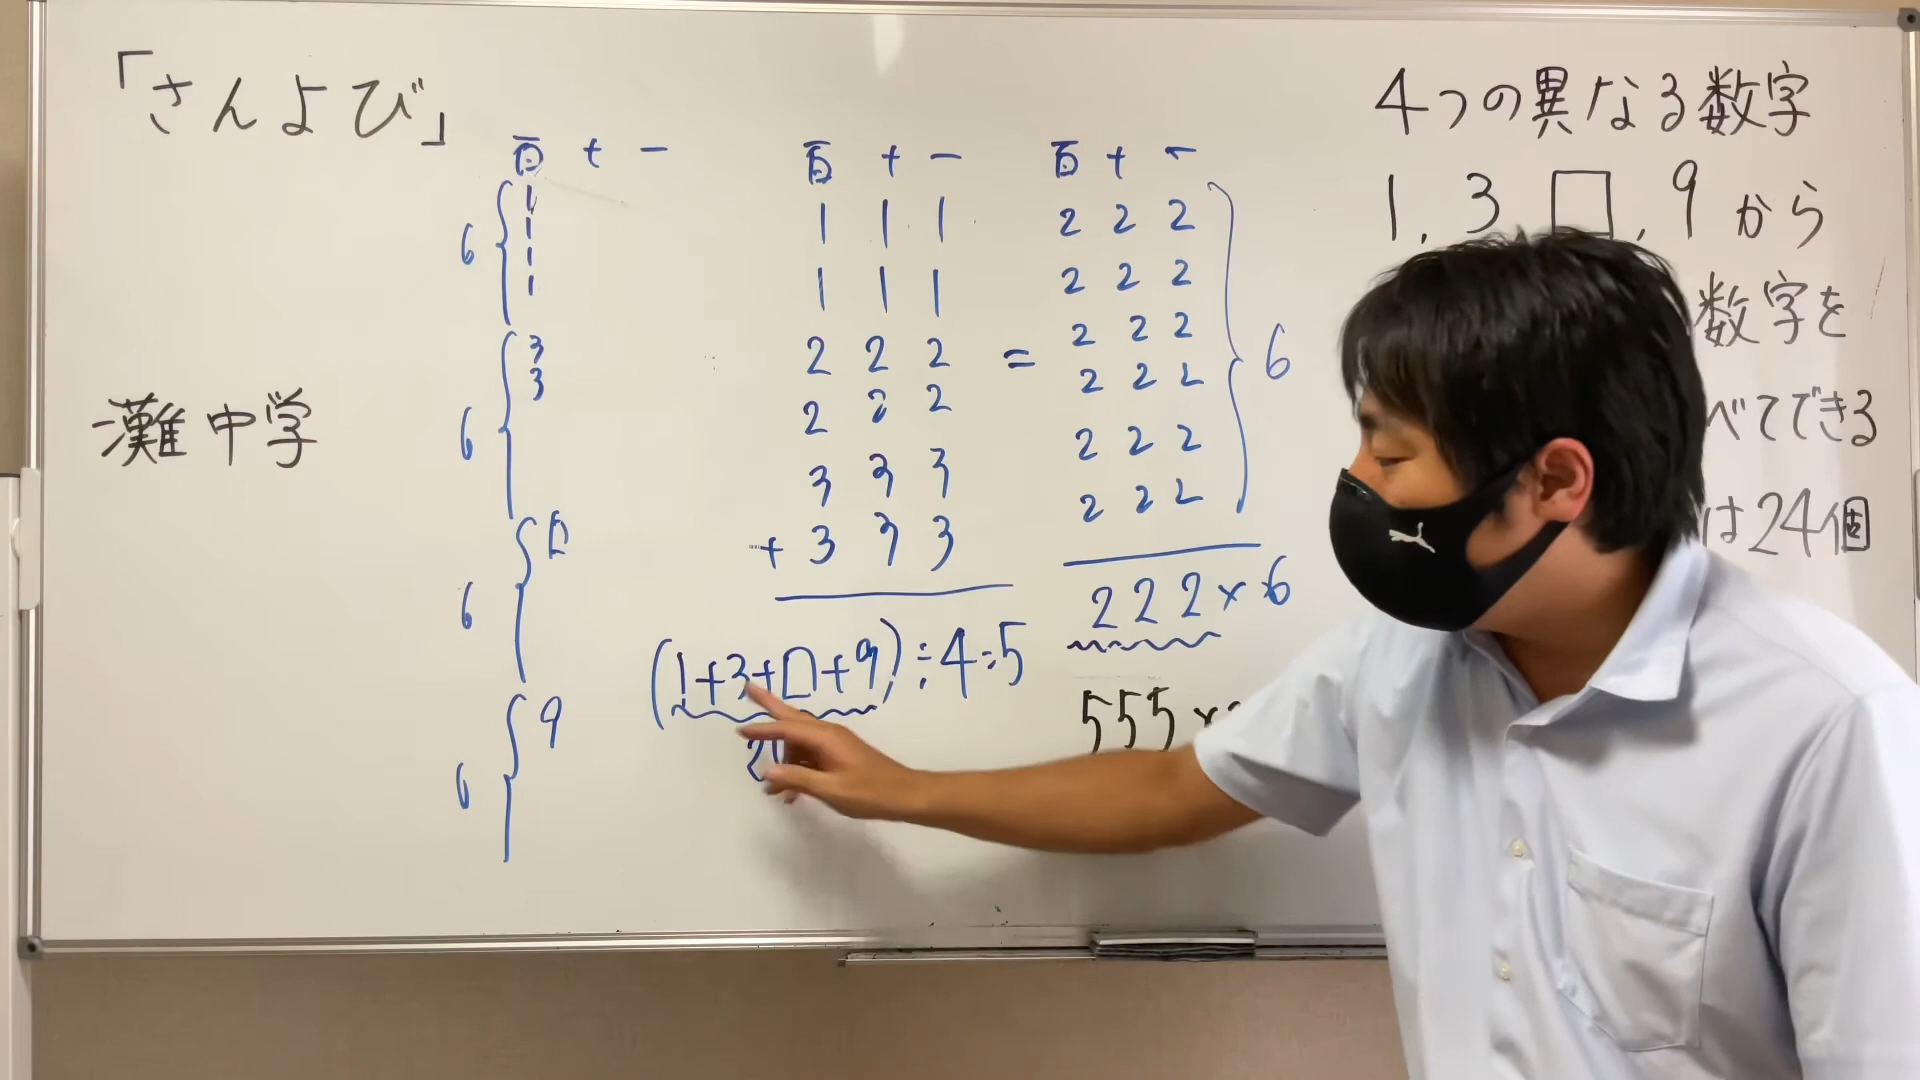 「さんよび」
灘中学
百 十 一
6 1
1
1
1
6 3
3
6 □
6 9
百 十 一
1 1 1
1 1 1
2 2 2
2 2 2
3 3 3
+ 3 3 3
=
百 十 一
2 2 2
2 2 2
2 2 2
2 2 2
2 2 2
2 2 2
6
222×6
(1+3+□+9)÷4=5
20
555×
4つの異なる数字
1, 3, □, 9 から
数字を
べてできる
は24個